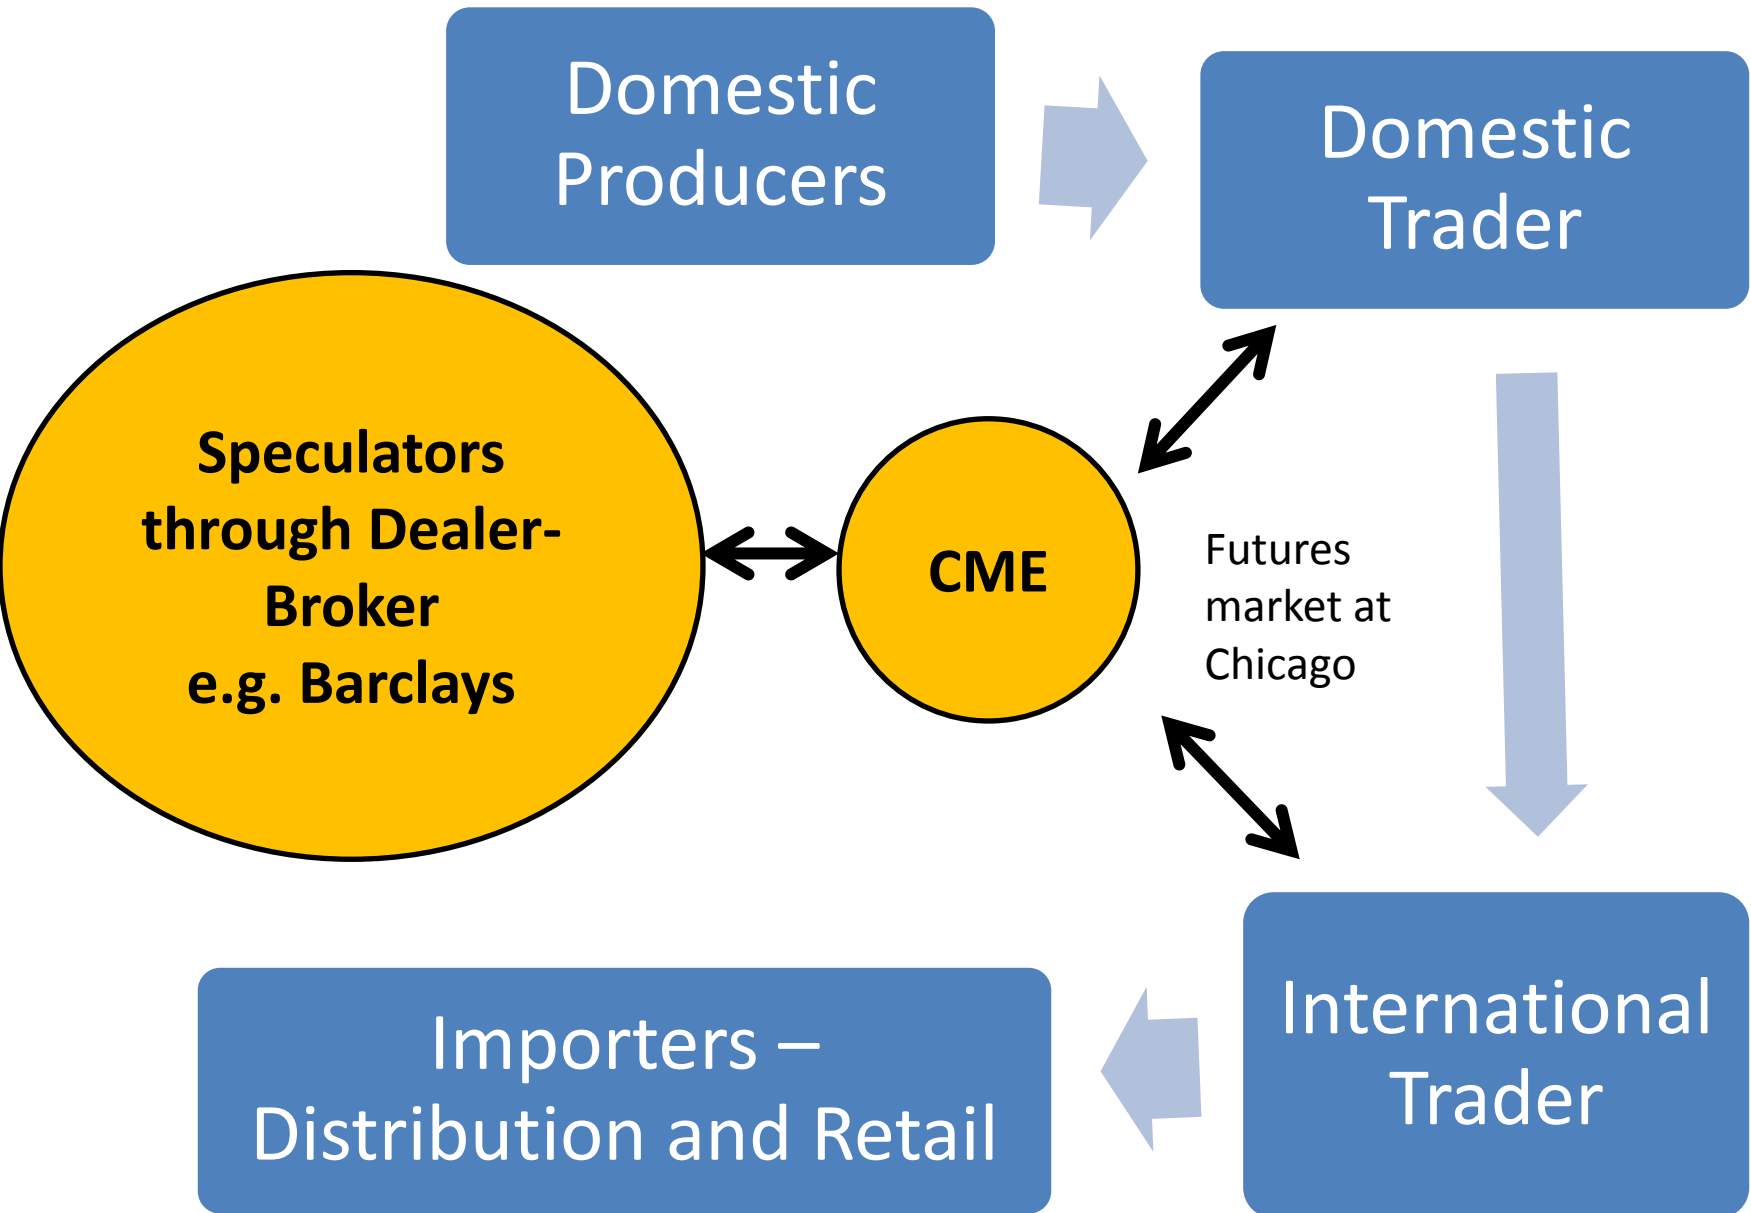 Domestic
Producers
Domestic
Trader
Speculators
through Dealer-
Broker
e.g. Barclays
CME
Futures
market at
Chicago
International
Trader
Importers –
Distribution and Retail